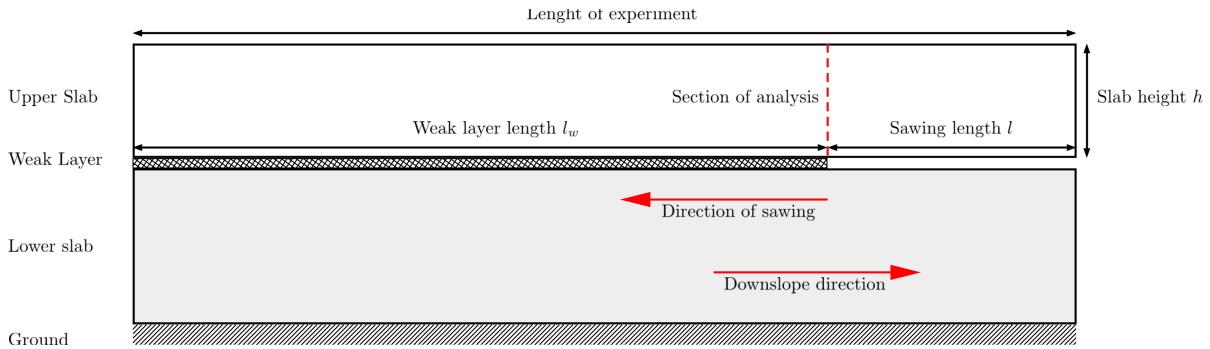 Lenght of experiment
Upper Slab
Section of analysis
Slab height h
Weak layer length l_w
Sawing length l
Weak Layer
Direction of sawing
Lower slab
Downslope direction
Ground